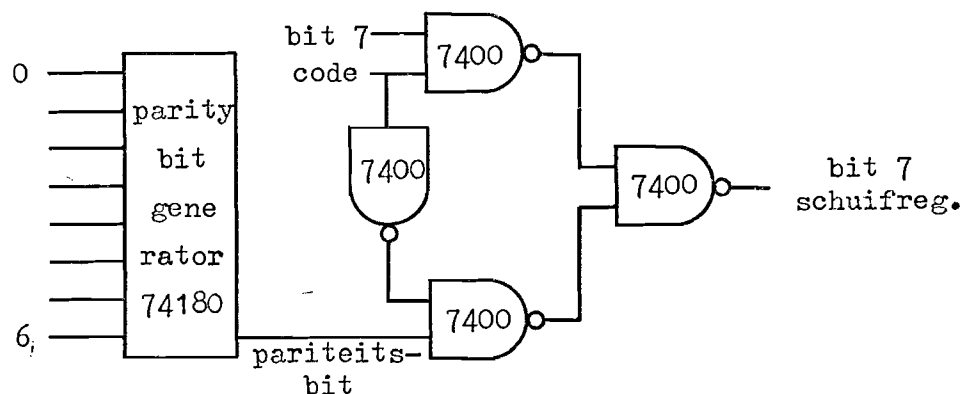 bit 7
code
0
parity
bit
gene
rator
74180
6
7400
7400
7400
7400
pariteits-
bit
bit 7
schuifreg.